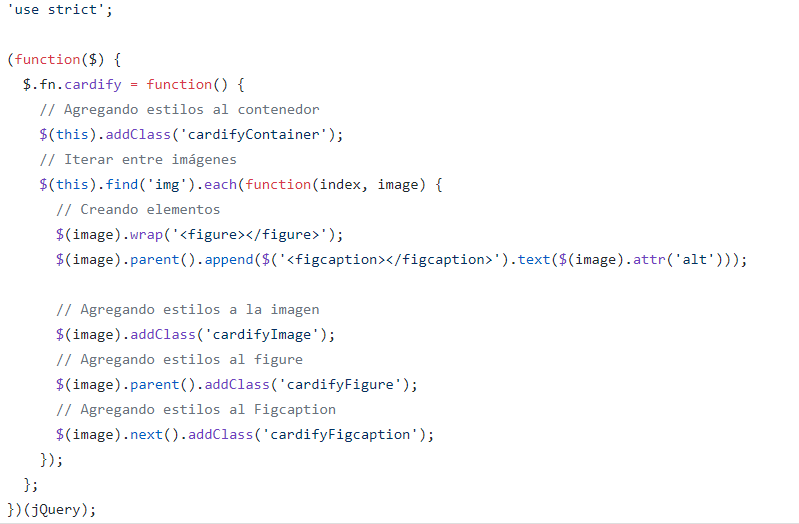 'use strict';

(function($) {
  $.fn.cardify = function() {
    // Agregando estilos al contenedor
    $(this).addClass('cardifyContainer');
    // Iterar entre imágenes
    $(this).find('img').each(function(index, image) {
      // Creando elementos
      $(image).wrap('<figure></figure>');
      $(image).parent().append($('<figcaption></figcaption>').text($(image).attr('alt')));

      // Agregando estilos a la imagen
      $(image).addClass('cardifyImage');
      // Agregando estilos al figure
      $(image).parent().addClass('cardifyFigure');
      // Agregando estilos al Figcaption
      $(image).next().addClass('cardifyFigcaption');
    });
  };
})(jQuery);